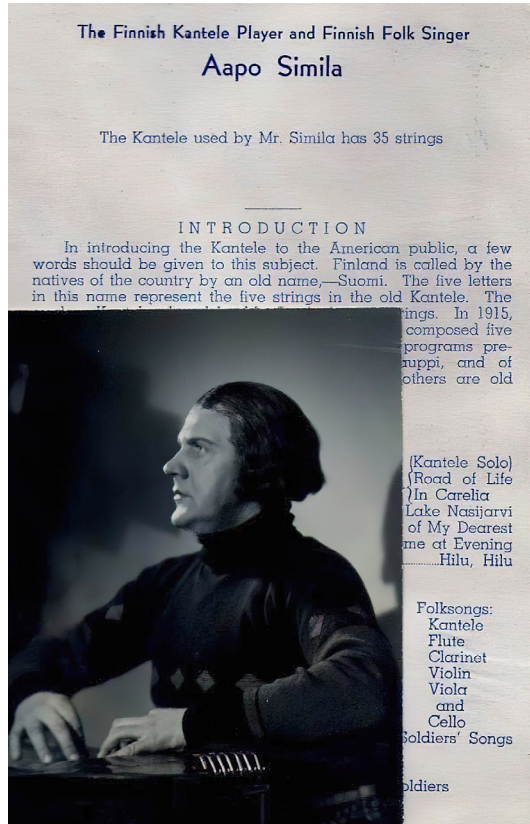 The Finnish Kantele Player and Finnish Folk Singer
Aapo Simila
The Kantele used by Mr. Simila has 35 strings
INTRODUCTION
In introducing the Kantele to the American public, a few
words should be given to this subject. Finland is called by the
natives of the country by an old name,—Suomi. The five letters
in this name represent the five strings in the old Kantele. The
rings. In 1915,
composed five
programs pre-
auppi, and of
others are old
(Kantele Solo)
Road of Life
In Carelia
Lake Nasijarvi
of My Dearest
me at Evening
Hilu, Hilu
Folksongs:
Kantele
Flute
Clarinet
Violin
Viola
and
Cello
Soldiers' Songs
oldiers